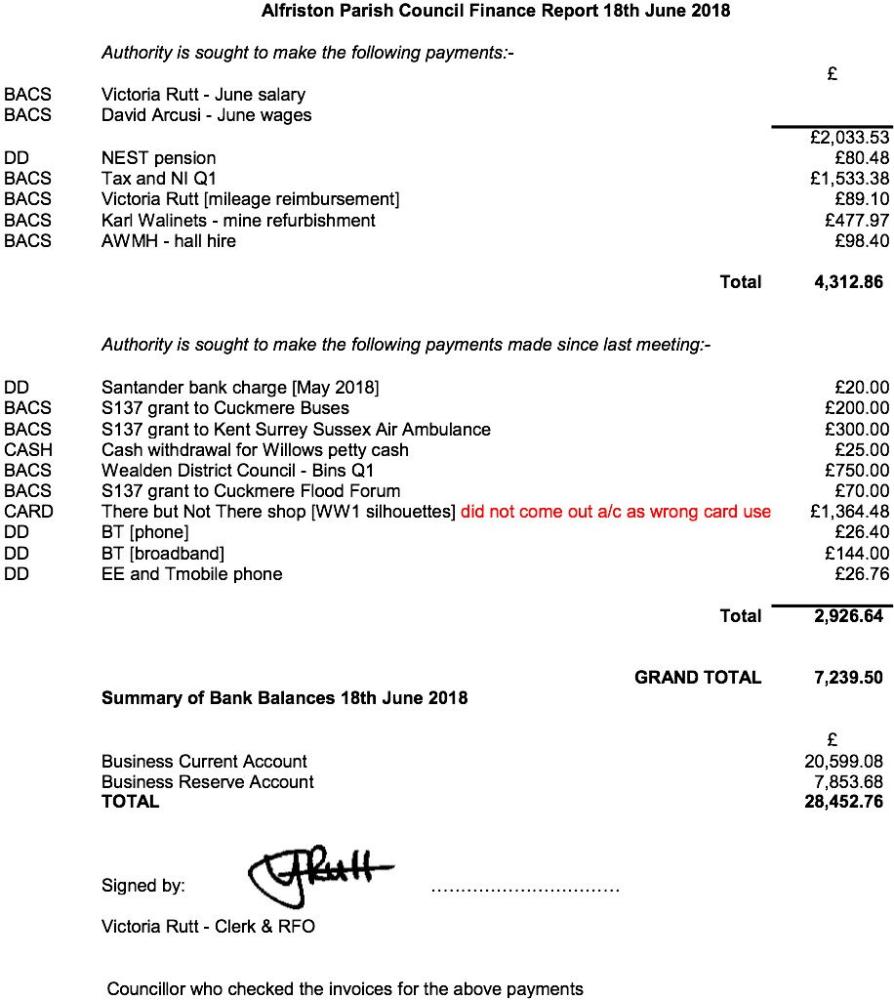 Alfriston Parish Council Finance Report 18th June 2018
Authority is sought to make the following payments:-
£
BACS Victoria Rutt - June salary
BACS David Arcusi - June wages
£2,033.53
DD NEST pension £80.48
BACS Tax and NI Q1 £1,533.38
BACS Victoria Rutt [mileage reimbursement] £89.10
BACS Karl Walinets - mine refurbishment £477.97
BACS AWMH - hall hire £98.40
Total 4,312.86
Authority is sought to make the following payments made since last meeting:-
DD Santander bank charge [May 2018] £20.00
BACS S137 grant to Cuckmere Buses £200.00
BACS S137 grant to Kent Surrey Sussex Air Ambulance £300.00
CASH Cash withdrawal for Willows petty cash £25.00
BACS Wealden District Council - Bins Q1 £750.00
BACS S137 grant to Cuckmere Flood Forum £70.00
CARD There but Not There shop [WW1 silhouettes] did not come out a/c as wrong card use £1,364.48
DD BT [phone] £26.40
DD BT [broadband] £144.00
DD EE and Tmobile phone £26.76
Total 2,926.64
GRAND TOTAL 7,239.50
Summary of Bank Balances 18th June 2018
£
Business Current Account 20,599.08
Business Reserve Account 7,853.68
TOTAL 28,452.76
Signed by: VJRutt ................................
Victoria Rutt - Clerk & RFO
Councillor who checked the invoices for the above payments